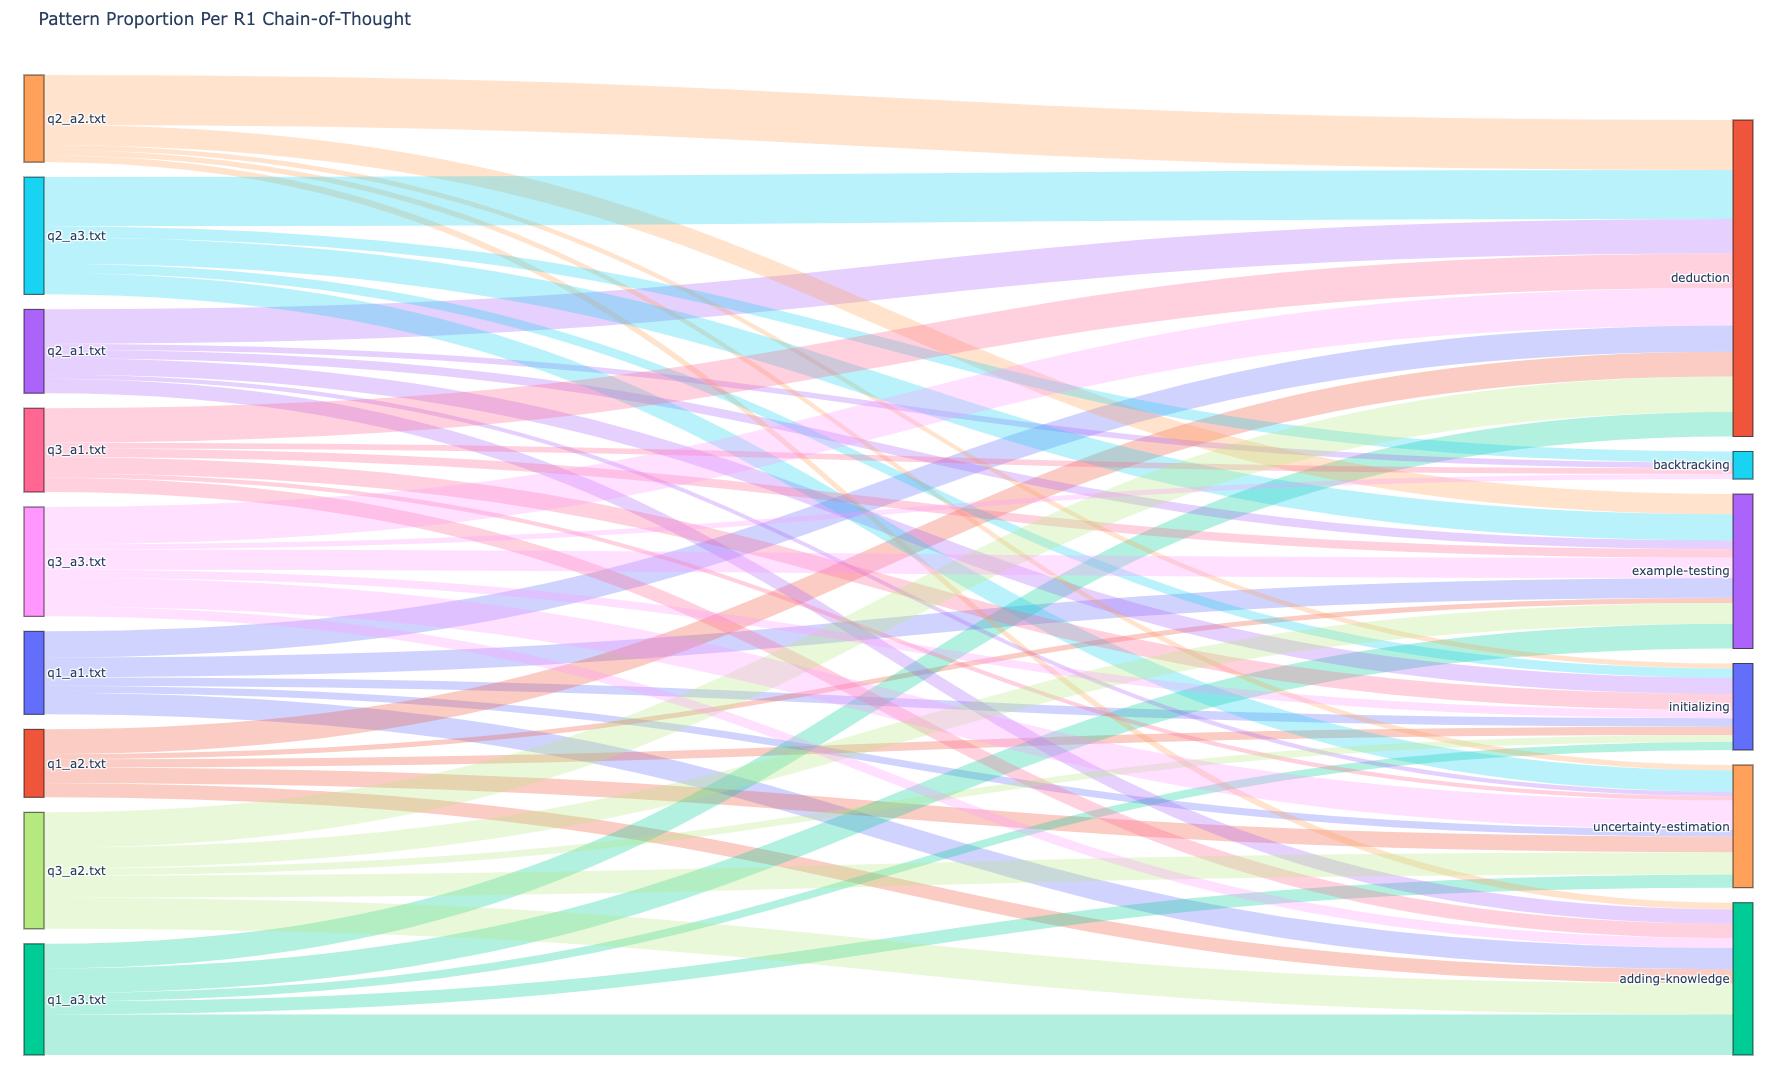 Pattern Proportion Per R1 Chain-of-Thought
q2_a2.txt
q2_a3.txt
q2_a1.txt
q3_a1.txt
q3_a3.txt
q1_a1.txt
q1_a2.txt
q3_a2.txt
q1_a3.txt
deduction
backtracking
example-testing
initializing
uncertainty-estimation
adding-knowledge